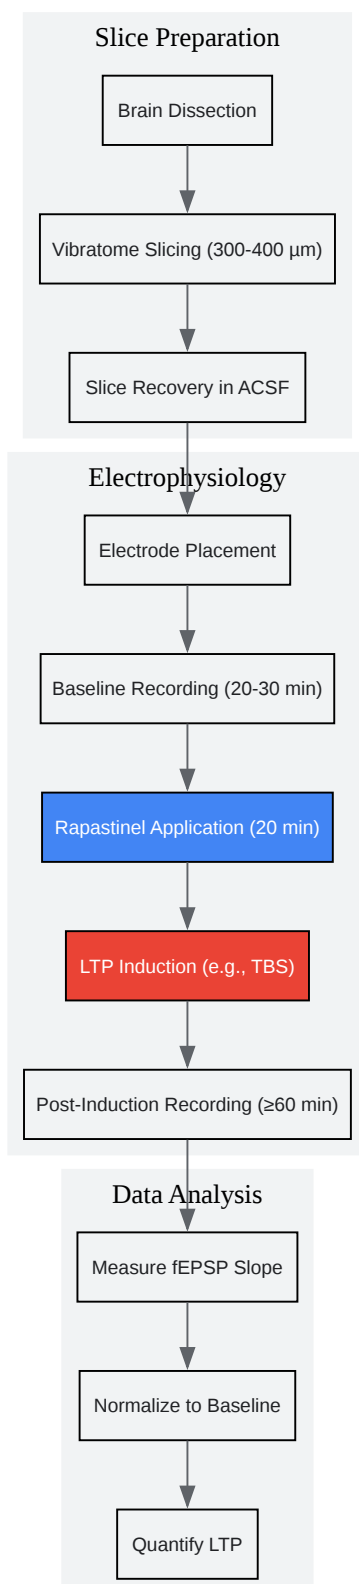 Slice Preparation
Brain Dissection
Vibratome Slicing (300-400 µm)
Slice Recovery in ACSF
Electrophysiology
Electrode Placement
Baseline Recording (20-30 min)
Rapastinel Application (20 min)
LTP Induction (e.g., TBS)
Post-Induction Recording (≥60 min)
Data Analysis
Measure fEPSP Slope
Normalize to Baseline
Quantify LTP